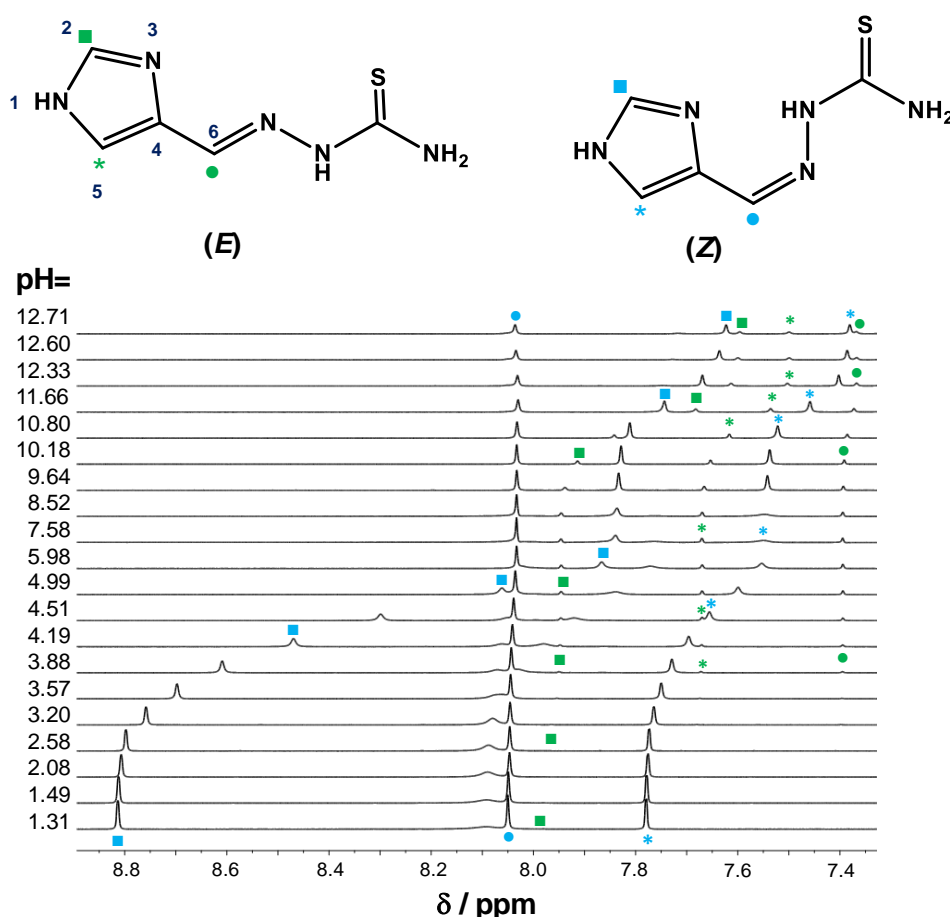 2
3
N
HN
1
4
5
6
N
N
H
S
NH2
(E)
S
HN
NH2
N
N
HN
(Z)
pH=
12.71
12.60
12.33
11.66
10.80
10.18
9.64
8.52
7.58
5.98
4.99
4.51
4.19
3.88
3.57
3.20
2.58
2.08
1.49
1.31
8.8 8.6 8.4 8.2 8.0 7.8 7.6 7.4
δ / ppm